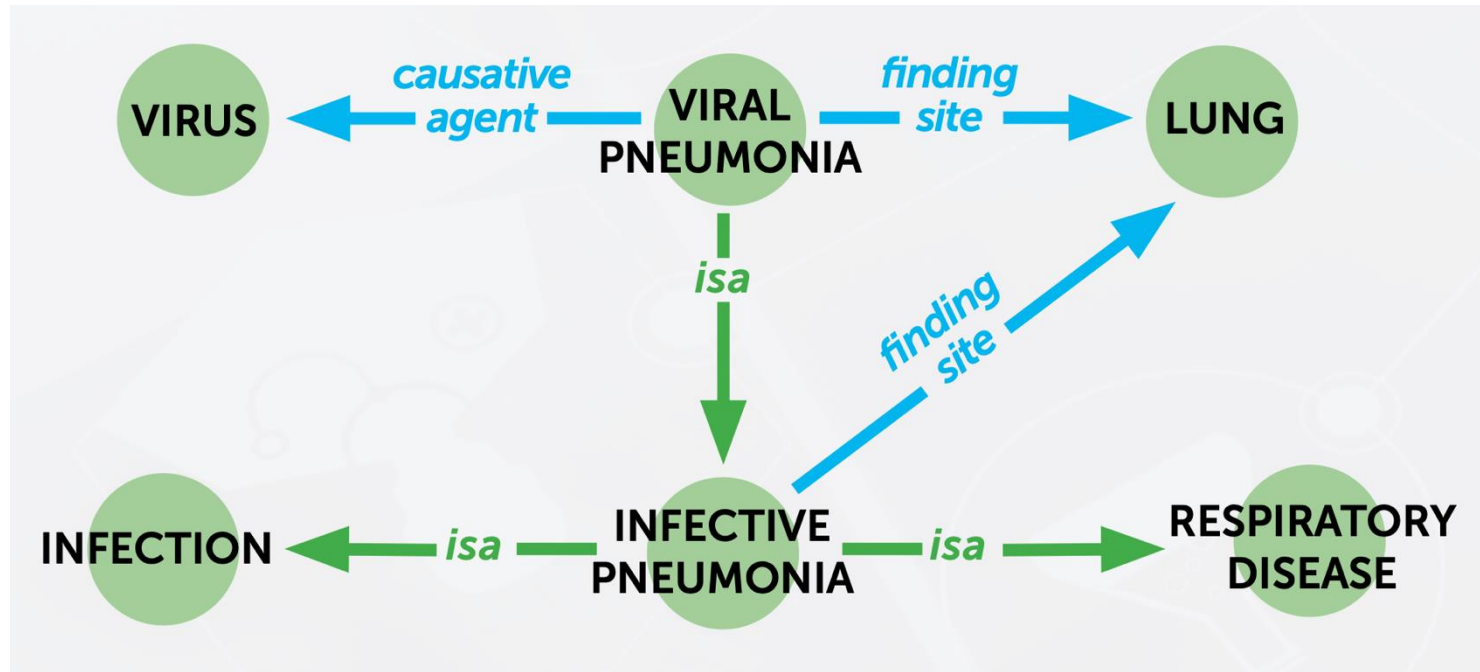 VIRUS
causative
agent
VIRAL
PNEUMONIA
finding
site
LUNG
isa
finding
site
INFECTION
isa
INFECTIVE
PNEUMONIA
isa
RESPIRATORY
DISEASE